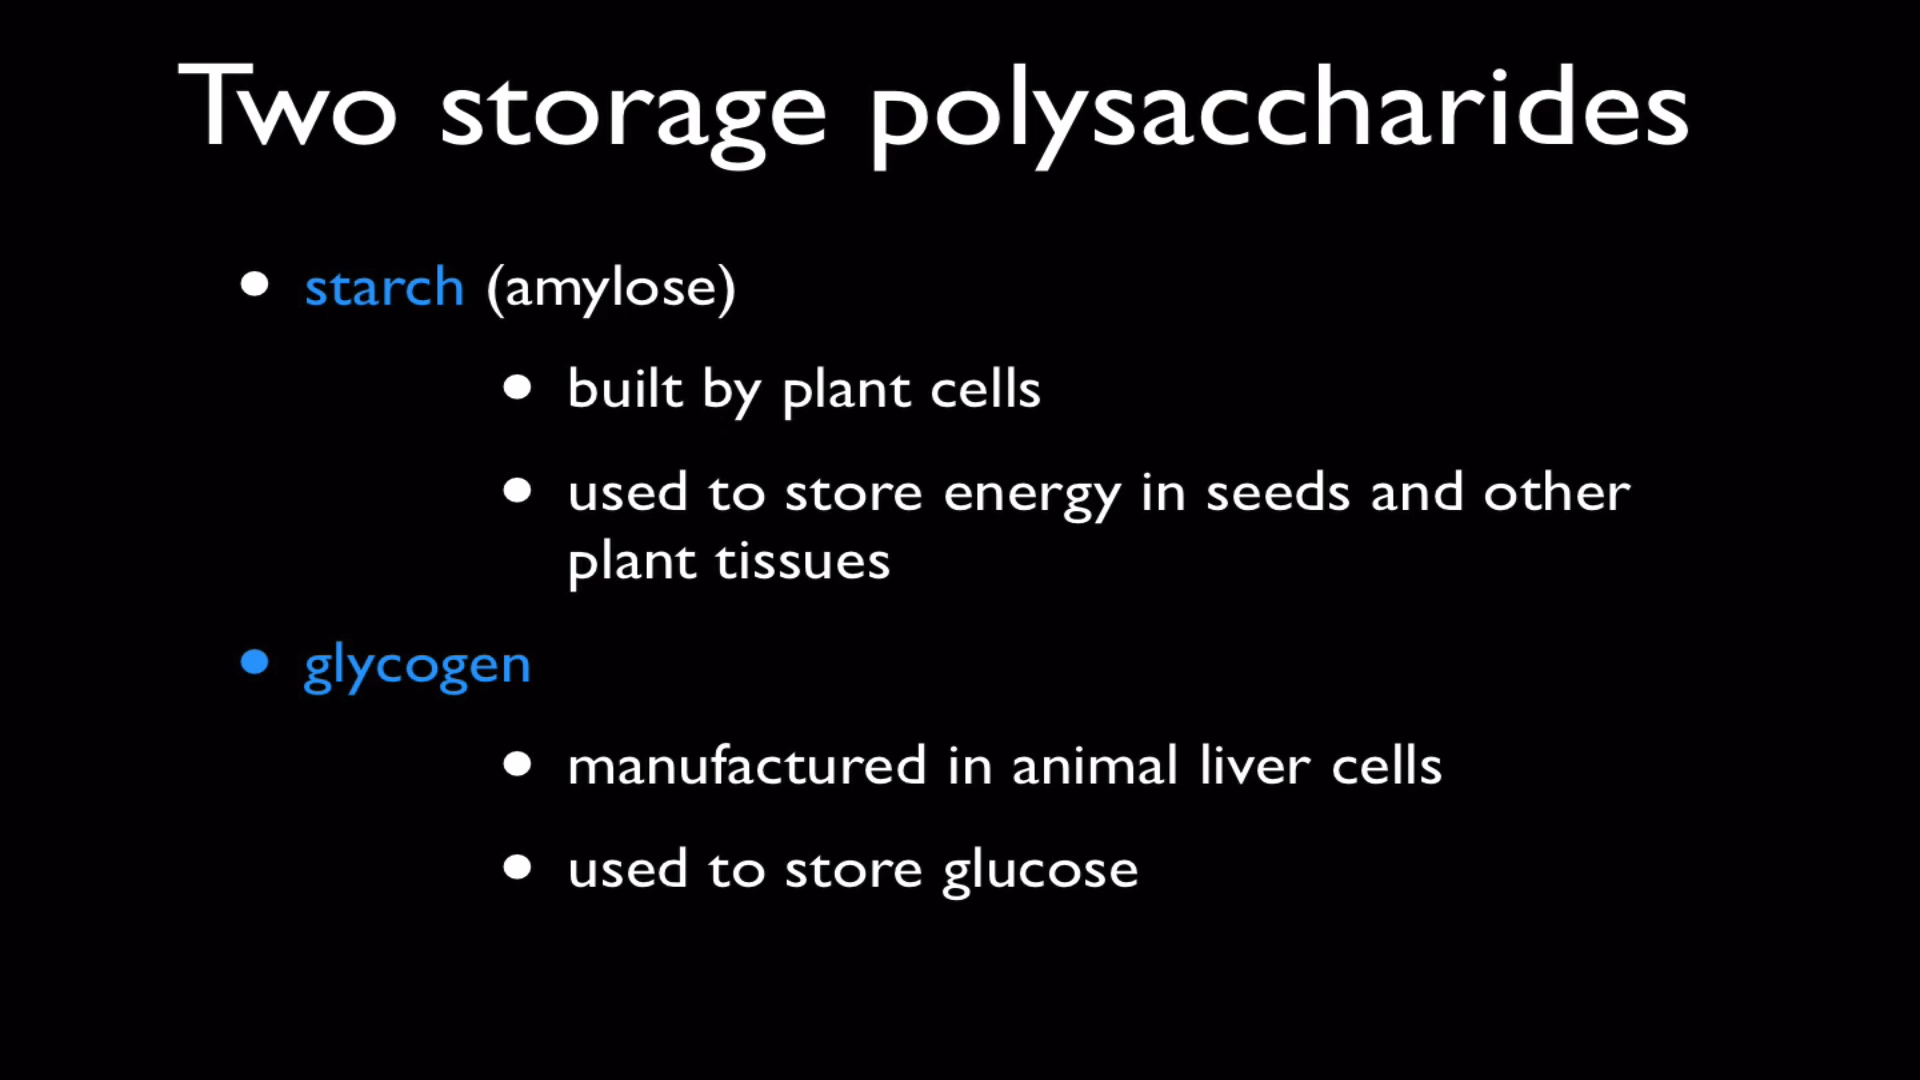 Two storage polysaccharides
• starch (amylose)
• built by plant cells
• used to store energy in seeds and other
plant tissues
• glycogen
• manufactured in animal liver cells
• used to store glucose